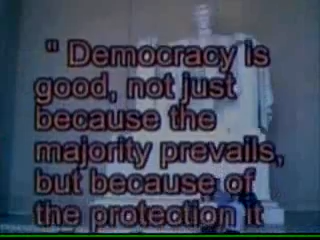 " Democracy is
good, not just
because the
majority prevails,
but because of
the protection it